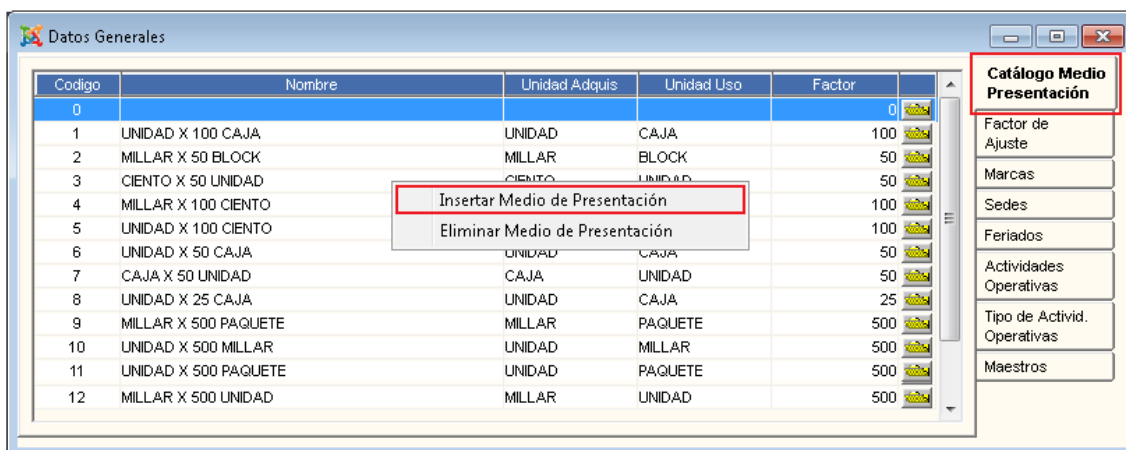 Datos Generales
Codigo Nombre Unidad Adquis Unidad Uso Factor
0 0
1 UNIDAD X 100 CAJA UNIDAD CAJA 100
2 MILLAR X 50 BLOCK MILLAR BLOCK 50
3 CIENTO X 50 UNIDAD CIENTO UNIDAD 50
4 MILLAR X 100 CIENTO 100
5 UNIDAD X 100 CIENTO 100
6 UNIDAD X 50 CAJA UNIDAD CAJA 50
7 CAJA X 50 UNIDAD CAJA UNIDAD 50
8 UNIDAD X 25 CAJA UNIDAD CAJA 25
9 MILLAR X 500 PAQUETE MILLAR PAQUETE 500
10 UNIDAD X 500 MILLAR UNIDAD MILLAR 500
11 UNIDAD X 500 PAQUETE UNIDAD PAQUETE 500
12 MILLAR X 500 UNIDAD MILLAR UNIDAD 500
Insertar Medio de Presentación
Eliminar Medio de Presentación
Catálogo Medio
Presentación
Factor de
Ajuste
Marcas
Sedes
Feriados
Actividades
Operativas
Tipo de Activid.
Operativas
Maestros